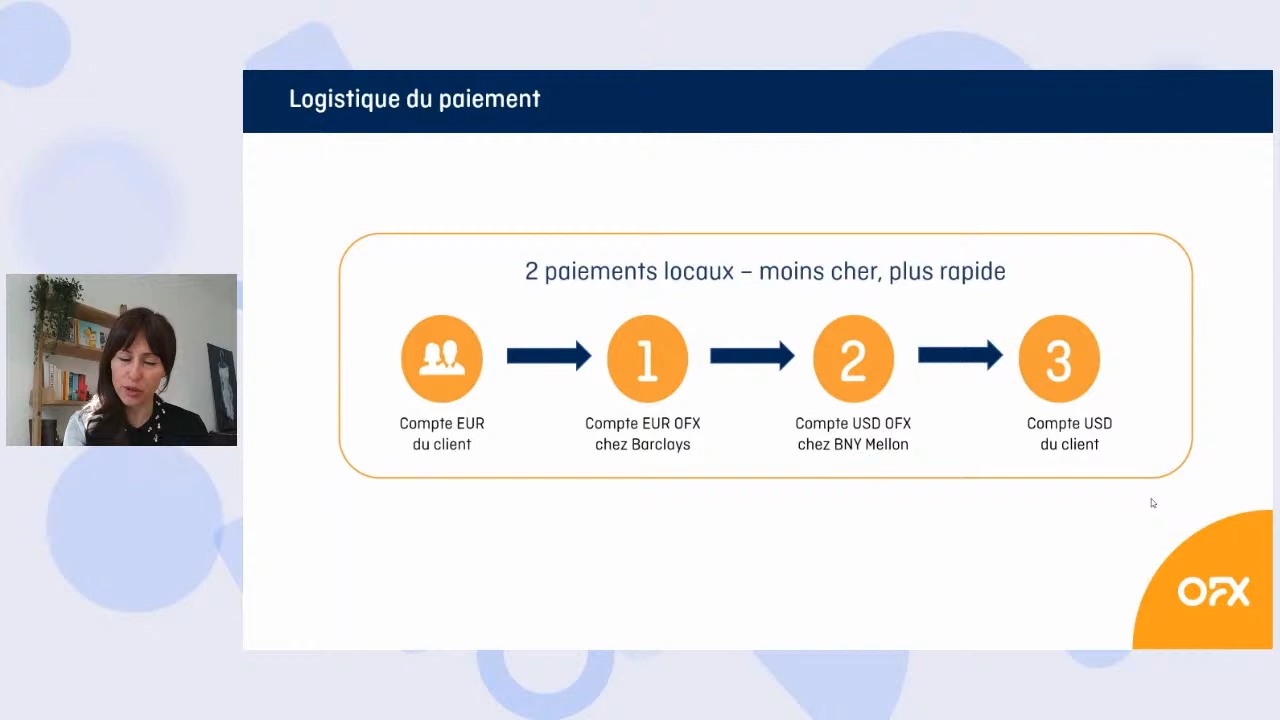 Logistique du paiement
2 paiements locaux – moins cher, plus rapide
1
2
3
Compte EUR
du client
Compte EUR OFX
chez Barclays
Compte USD OFX
chez BNY Mellon
Compte USD
du client
OFX